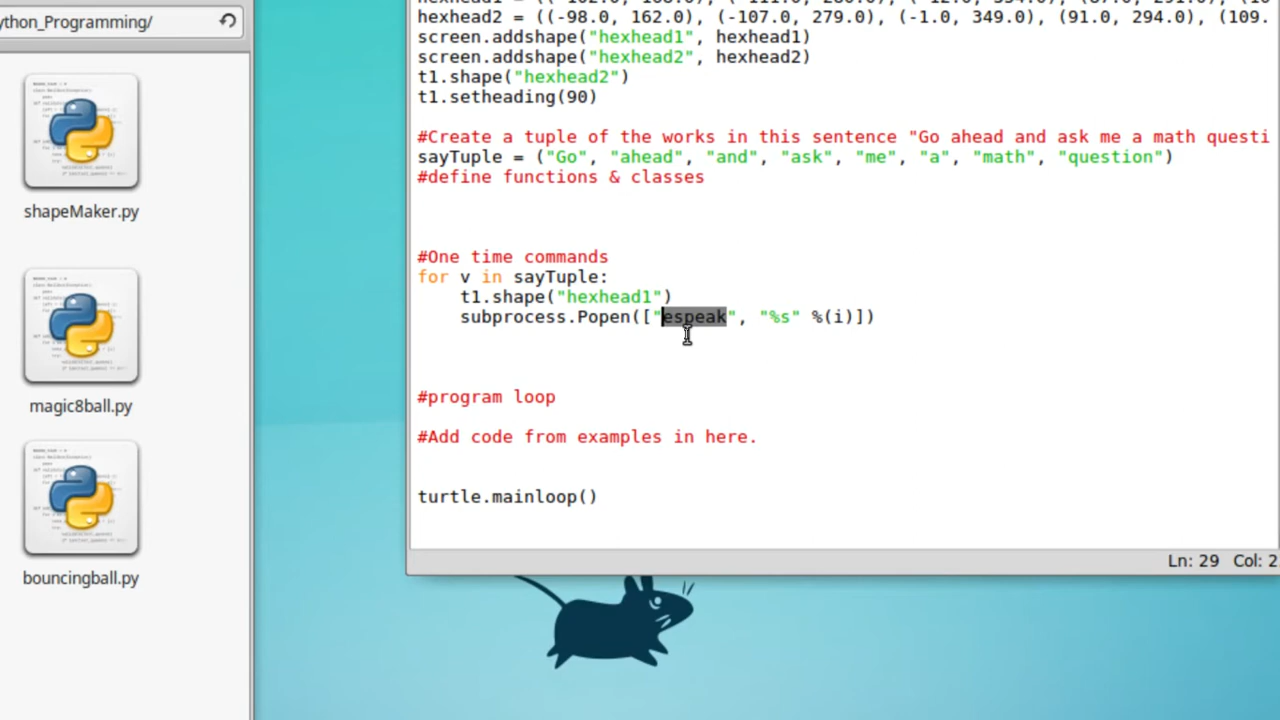 ython_Programming/
shapeMaker.py
magic8ball.py
bouncingball.py
hexhead2 = ((-98.0, 162.0), (-107.0, 279.0), (-1.0, 349.0), (91.0, 294.0), (109.
screen.addshape("hexhead1", hexhead1)
screen.addshape("hexhead2", hexhead2)
t1.shape("hexhead2")
t1.setheading(90)
#Create a tuple of the works in this sentence "Go ahead and ask me a math questi
sayTuple = ("Go", "ahead", "and", "ask", "me", "a", "math", "question")
#define functions & classes
#One time commands
for v in sayTuple:
    t1.shape("hexhead1")
    subprocess.Popen(["espeak", "%s" %(i)])
#program loop
#Add code from examples in here.
turtle.mainloop()
Ln: 29 Col: 2